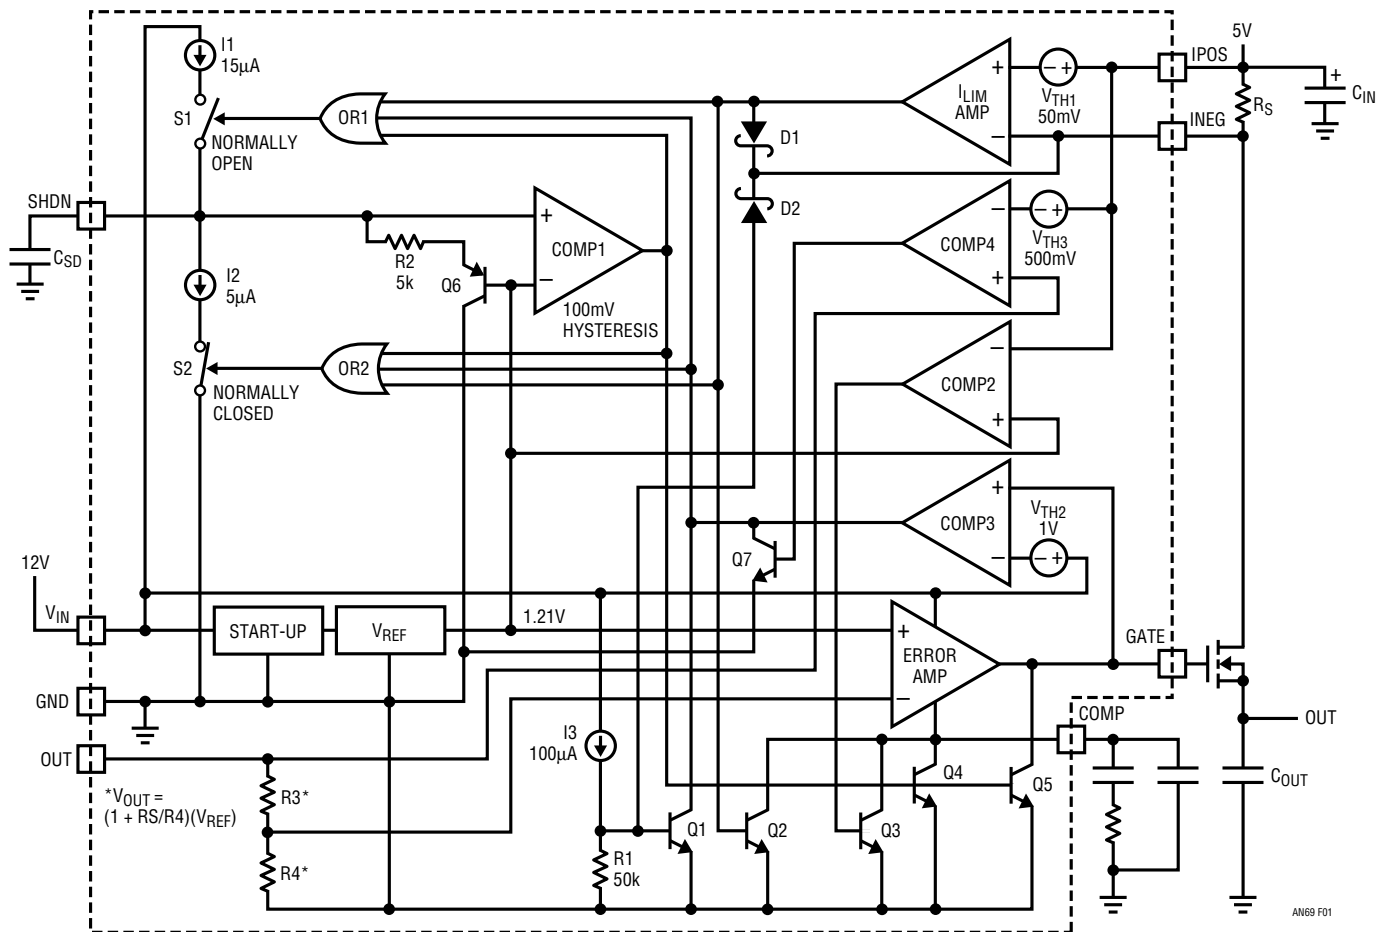 I1
15µA
S1
NORMALLY
OPEN
OR1
+
ILIM
AMP
–
– +
VTH1
50mV
IPOS
5V
+
CIN
RS
INEG
D1
SHDN
CSD
I2
5µA
R2
5k
Q6
+
COMP1
–
100mV
HYSTERESIS
D2
–
COMP4
+
– +
VTH3
500mV
S2
NORMALLY
CLOSED
OR2
–
COMP2
+
+
COMP3
–
VTH2
1V
– +
Q7
12V
VIN
START-UP
VREF
1.21V
+
ERROR
AMP
–
GATE
GND
OUT
COMP
OUT
I3
100µA
*VOUT =
(1 + RS/R4)(VREF)
R3*
R4*
R1
50k
Q1
Q2
Q3
Q4
Q5
COUT
AN69 F01